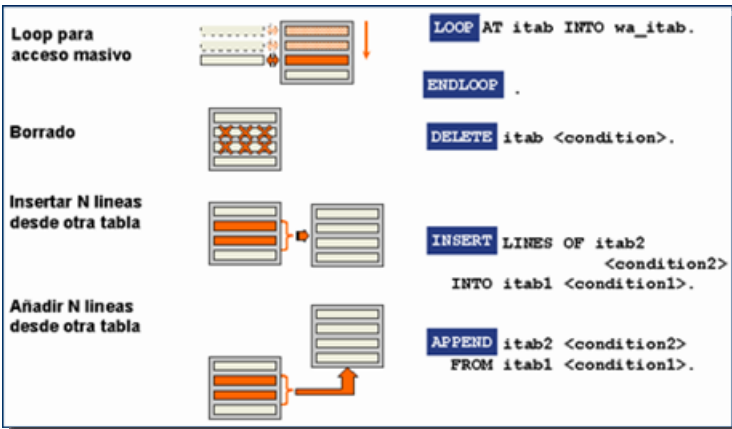 Loop para
acceso masivo
LOOP AT itab INTO wa_itab.
ENDLOOP .
Borrado
DELETE itab <condition>.
Insertar N lineas
desde otra tabla
INSERT LINES OF itab2
<condition2>
INTO itab1 <condition1>.
Añadir N lineas
desde otra tabla
APPEND itab2 <condition2>
FROM itab1 <condition1>.